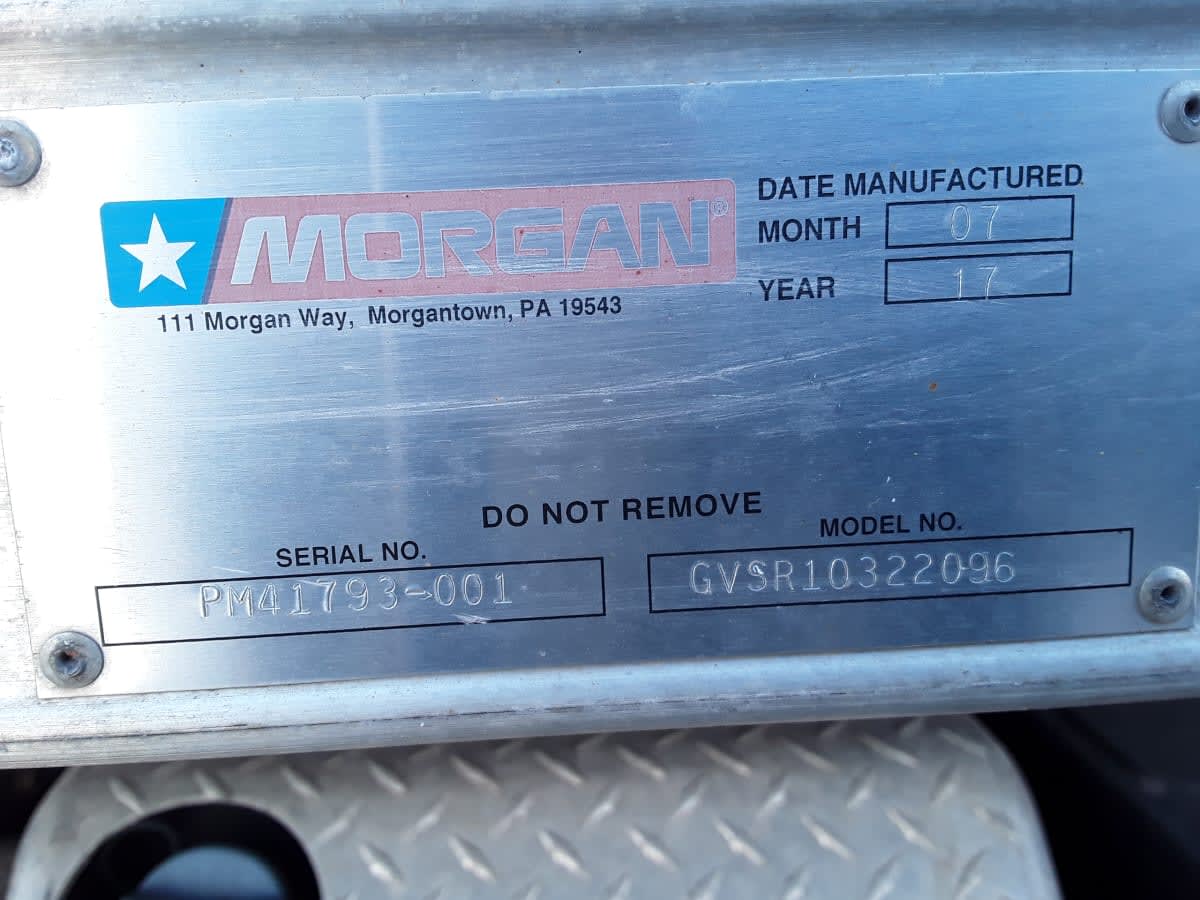 MORGAN®
111 Morgan Way, Morgantown, PA 19543
DATE MANUFACTURED
MONTH 07
YEAR 17
DO NOT REMOVE
SERIAL NO.
PM41793-001
MODEL NO.
GVSR10322096